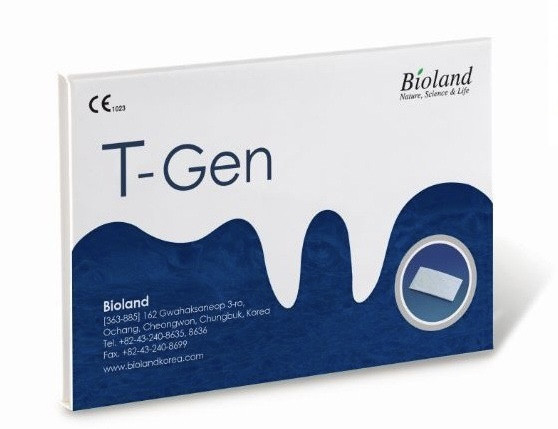 CE 1023
Bioland
Nature, Science & Life
T-Gen
Bioland
[363-885] 162 Gwahaksaneop 3-ro,
Ochang, Cheongwon, Chungbuk, Korea
Tel. +82-43-240-8635, 8636
Fax. +82-43-240-8699
www.biolandkorea.com